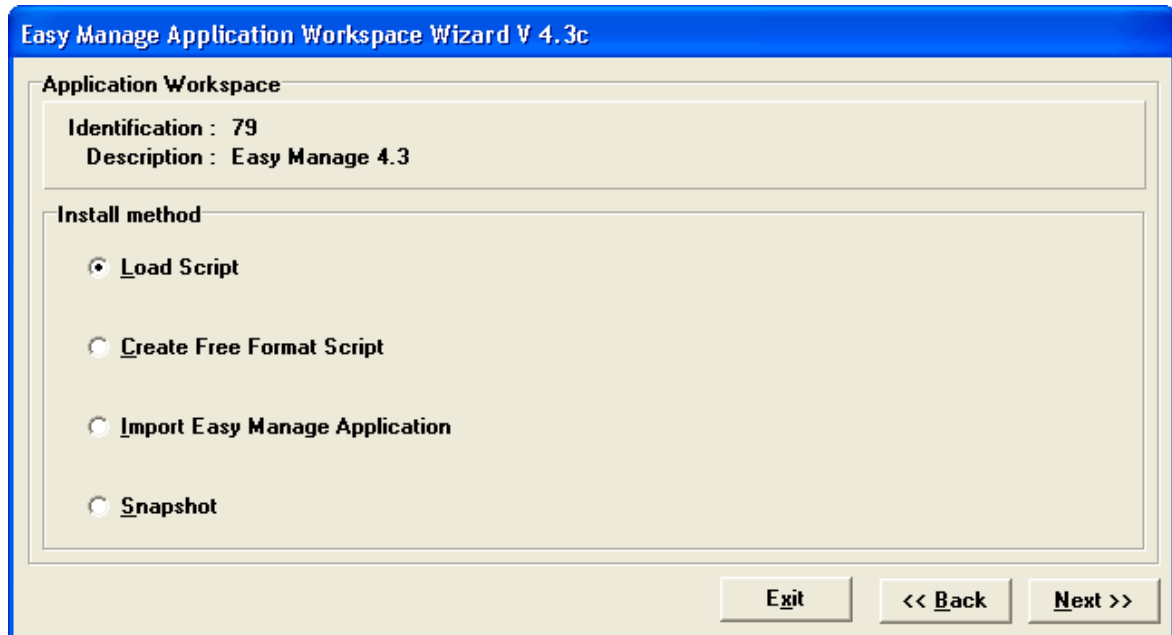 Easy Manage Application Workspace Wizard V 4.3c
Application Workspace
Identification : 79
Description : Easy Manage 4.3
Install method
Load Script
Create Free Format Script
Import Easy Manage Application
Snapshot
Exit << Back Next >>